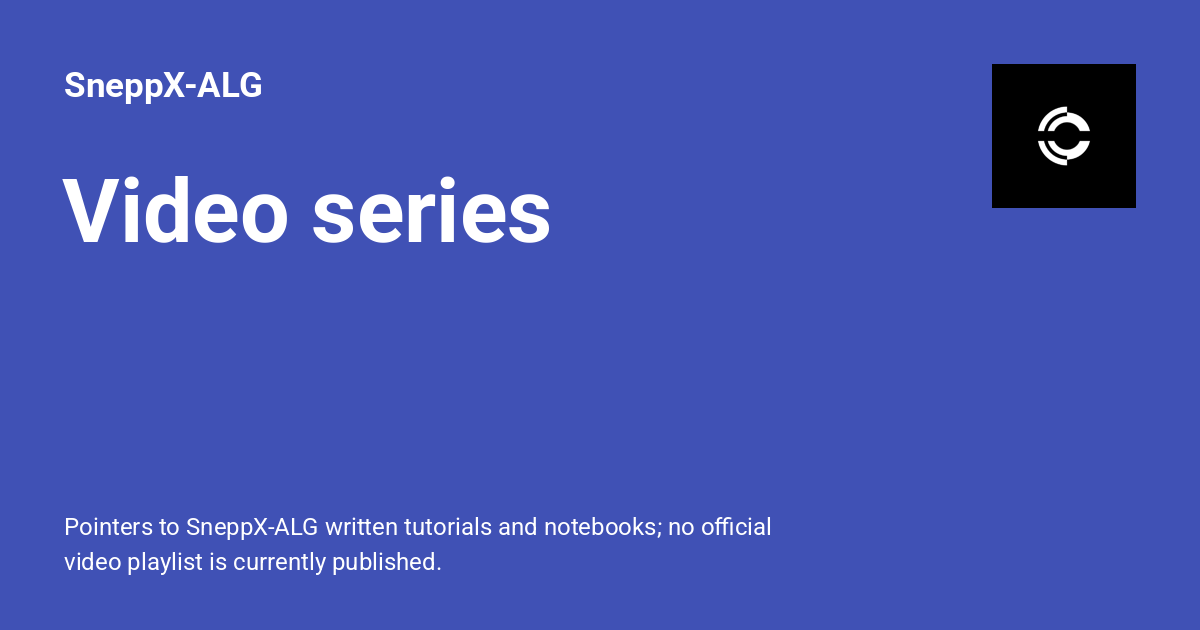 SneppX-ALG
Video series
Pointers to SneppX-ALG written tutorials and notebooks; no official
video playlist is currently published.